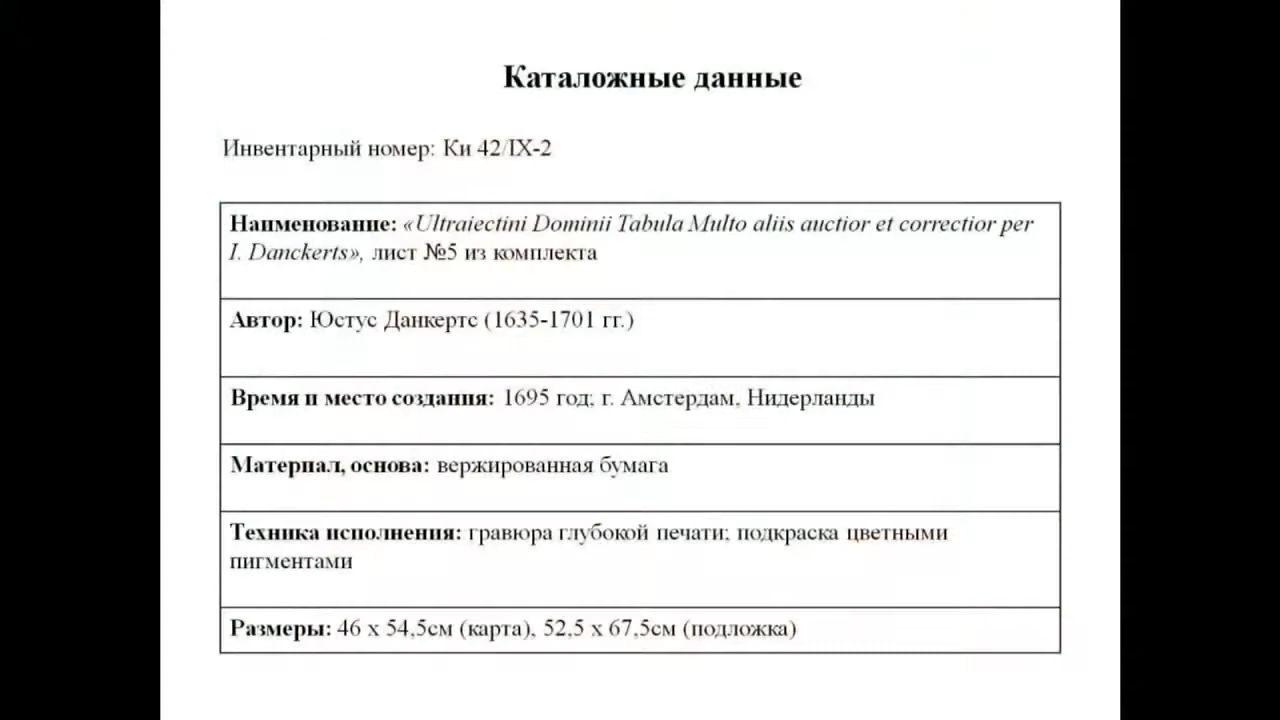 Каталожные данные
Инвентарный номер: Ки 42/IX-2
Наименование: «Ultraiectini Dominii Tabula Multo aliis auctior et correctior per
I. Danckerts», лист №5 из комплекта
Автор: Юстус Данкертс (1635-1701 гг.)
Время и место создания: 1695 год; г. Амстердам, Нидерланды
Материал, основа: вержированная бумага
Техника исполнения: гравюра глубокой печати; подкраска цветными
пигментами
Размеры: 46 x 54,5см (карта), 52,5 x 67,5см (подложка)